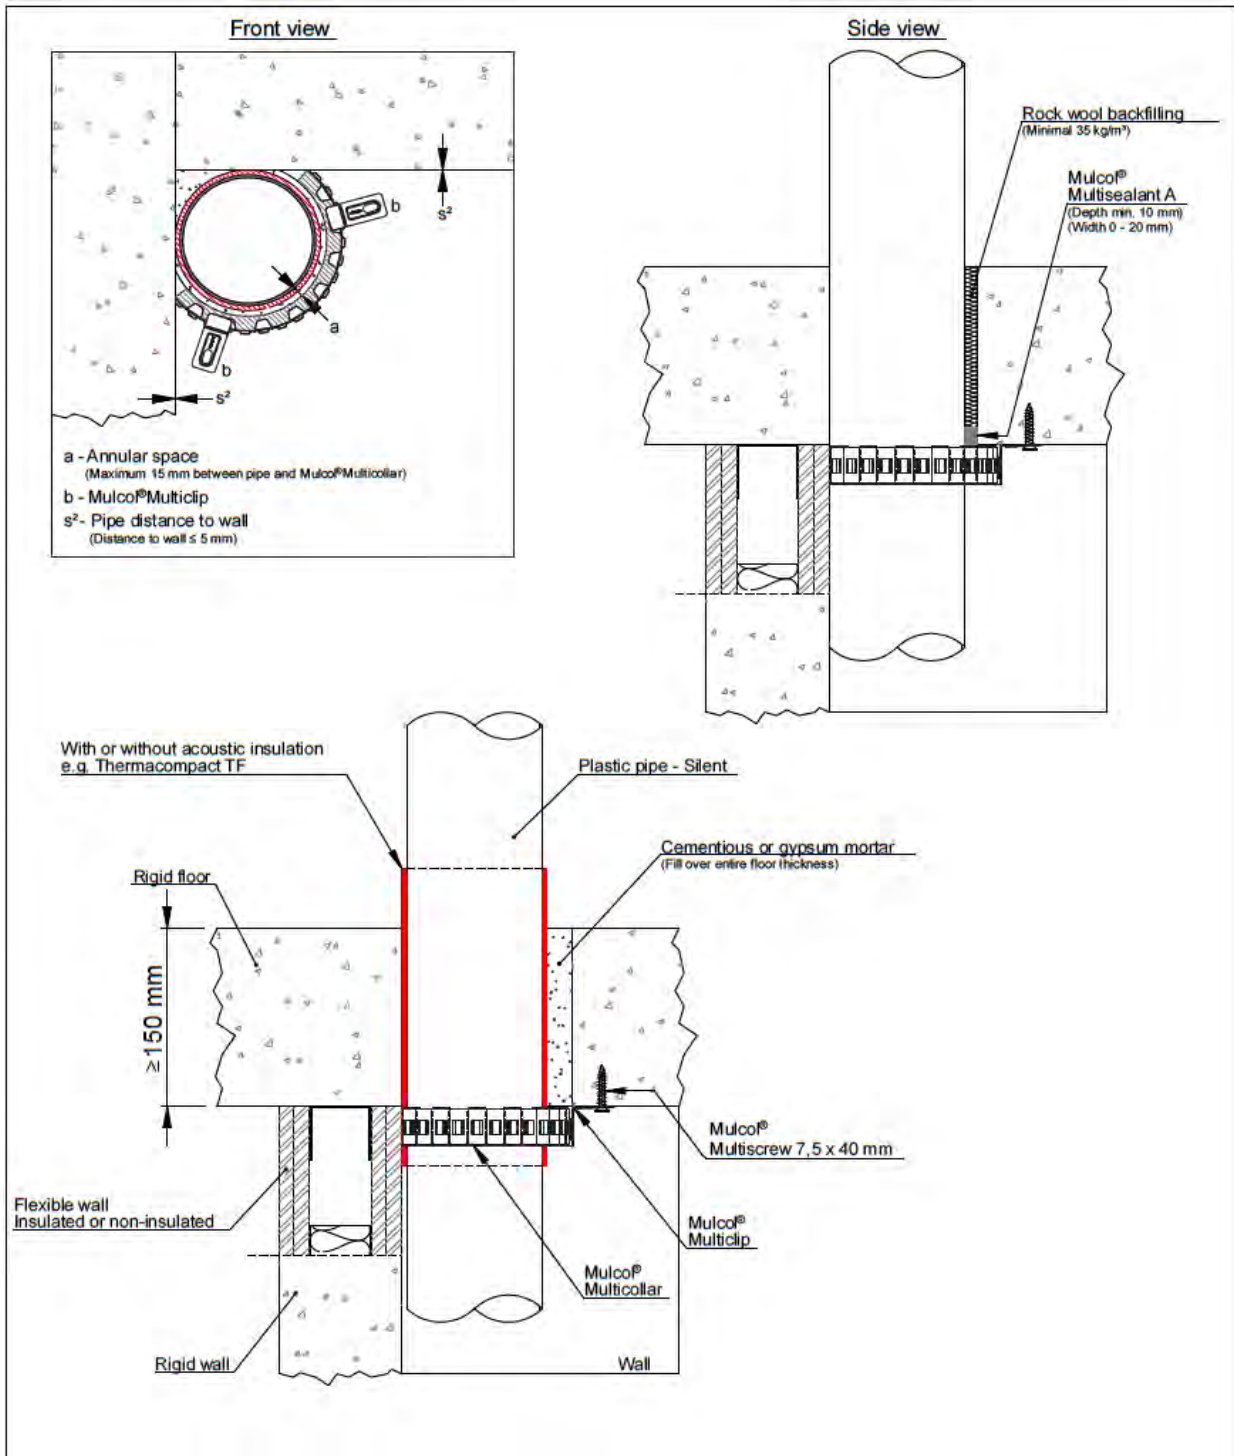 Front view
s²
b
a
b
s²
a - Annular space
(Maximum 15 mm between pipe and Mulcol® Multicollar)
b - Mulcol® Multiclip
s² - Pipe distance to wall
(Distance to wall ≤ 5 mm)
Side view
Rock wool backfilling
(Minimal 35 kg/m³)
Mulcol®
Multisealant A
(Depth min. 10 mm)
(Width 0 - 20 mm)
With or without acoustic insulation
e.g. Thermacompact TF
Plastic pipe - Silent
Cementious or gypsum mortar
(Fill over entire floor thickness)
Rigid floor
≥150 mm
Mulcol®
Multiscrew 7,5 x 40 mm
Flexible wall
Insulated or non-insulated
Mulcol®
Multiclip
Mulcol®
Multicollar
Rigid wall
Wall